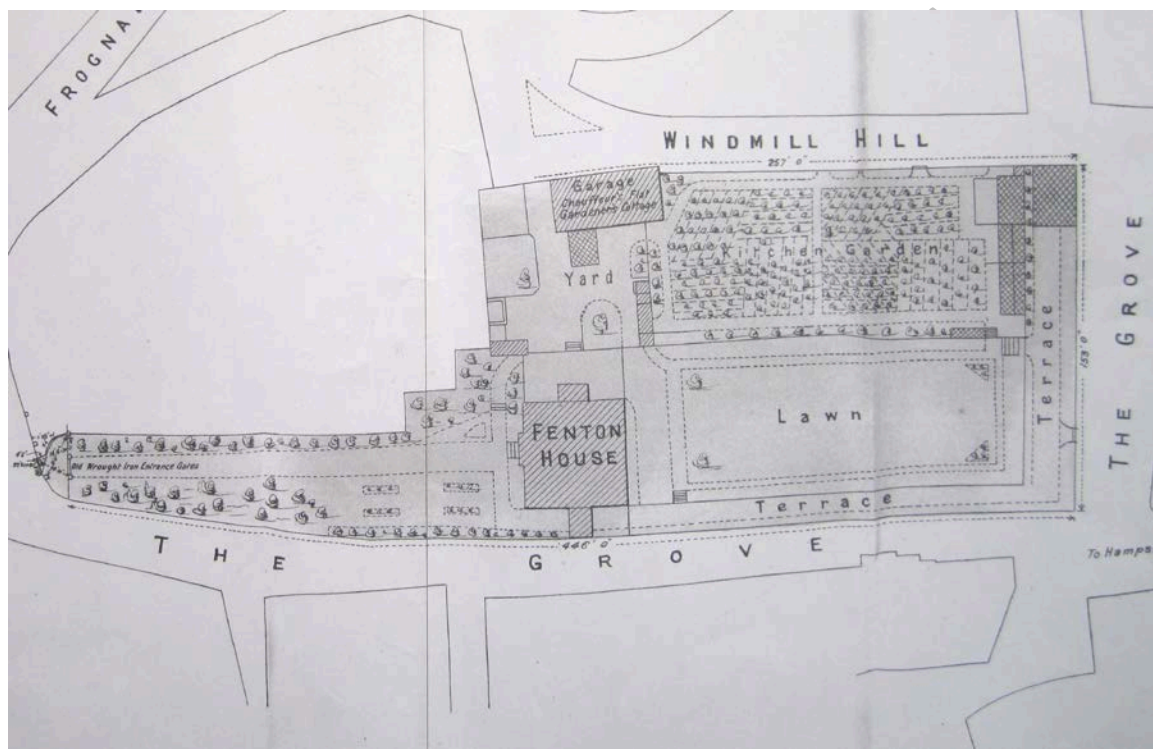 FROGNA
WINDMILL HILL
257' 0"
Garage
Chauffeur's Flat
Gardeners Cottage
Kitchen Garden
Yard
THE GROVE
Terrace
153' 0"
Lawn
FENTON
HOUSE
Old Wrought Iron Entrance Gates
Terrace
THE GROVE
446' 0"
To Hamps